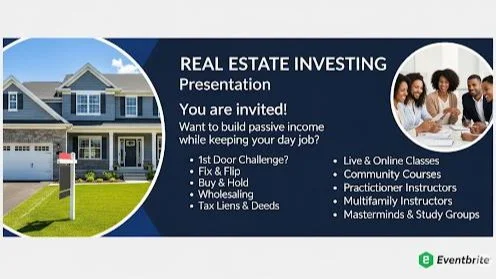 REAL ESTATE INVESTING
Presentation
You are invited!
Want to build passive income
while keeping your day job?
• 1st Door Challenge?
• Fix & Flip
• Buy & Hold
• Wholesaling
• Tax Liens & Deeds
• Live & Online Classes
• Community Courses
• Practictioner Instructors
• Multifamily Instructors
• Masterminds & Study Groups
e Eventbrite